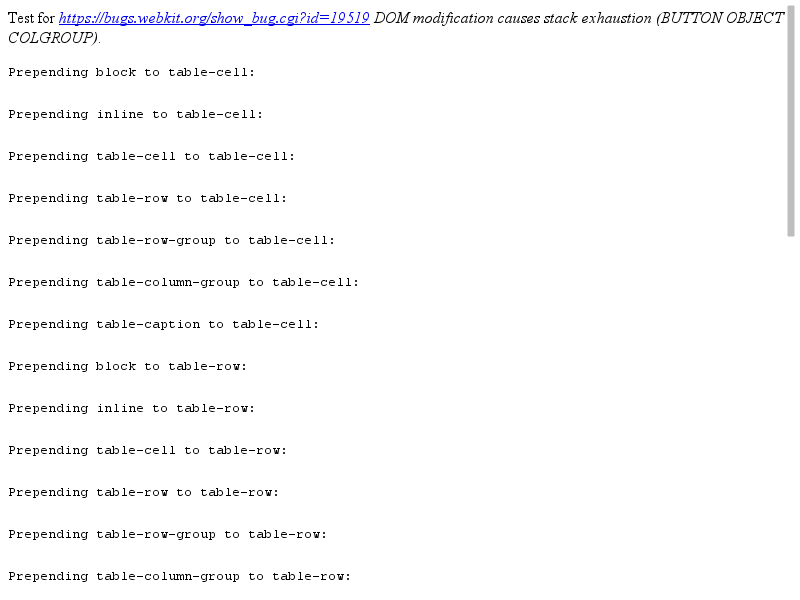 Test for https://bugs.webkit.org/show_bug.cgi?id=19519 DOM modification causes stack exhaustion (BUTTON OBJECT
COLGROUP).
Prepending block to table-cell:
Prepending inline to table-cell:
Prepending table-cell to table-cell:
Prepending table-row to table-cell:
Prepending table-row-group to table-cell:
Prepending table-column-group to table-cell:
Prepending table-caption to table-cell:
Prepending block to table-row:
Prepending inline to table-row:
Prepending table-cell to table-row:
Prepending table-row to table-row:
Prepending table-row-group to table-row:
Prepending table-column-group to table-row: